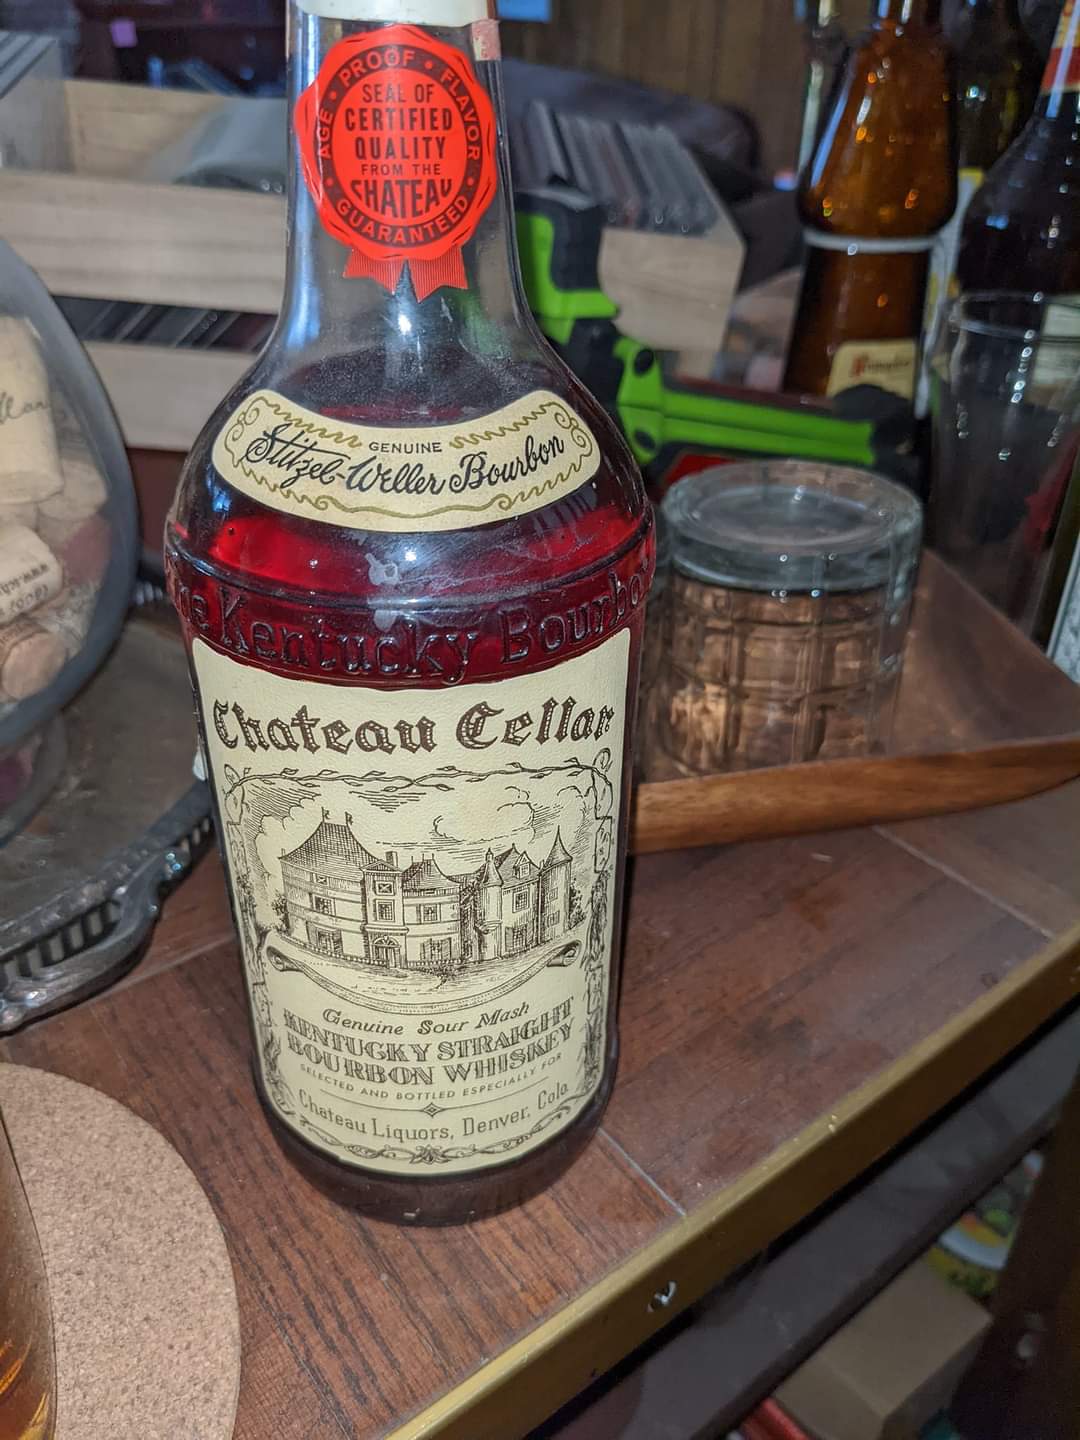 AGE • PROOF • FLAVOR
SEAL OF
CERTIFIED
QUALITY
FROM THE
CHATEAU
GUARANTEED
GENUINE
Stitzel-Weller Bourbon
Kentucky Bourbo
Chateau Cellar
Genuine Sour Mash
KENTUCKY STRAIGHT
BOURBON WHISKEY
SELECTED AND BOTTLED ESPECIALLY FOR
Chateau Liquors, Denver, Colo.